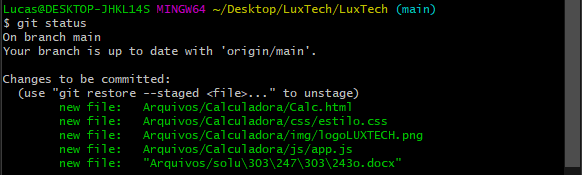 Lucas@DESKTOP-JHKL14S MINGW64 ~/Desktop/LuxTech/LuxTech (main)
$ git status
On branch main
Your branch is up to date with 'origin/main'.
Changes to be committed:
(use "git restore --staged <file>..." to unstage)
new file: Arquivos/Calculadora/Calc.html
new file: Arquivos/Calculadora/css/estilo.css
new file: Arquivos/Calculadora/img/logoLUXTECH.png
new file: Arquivos/Calculadora/js/app.js
new file: "Arquivos/solu\303\247\303\243o.docx"